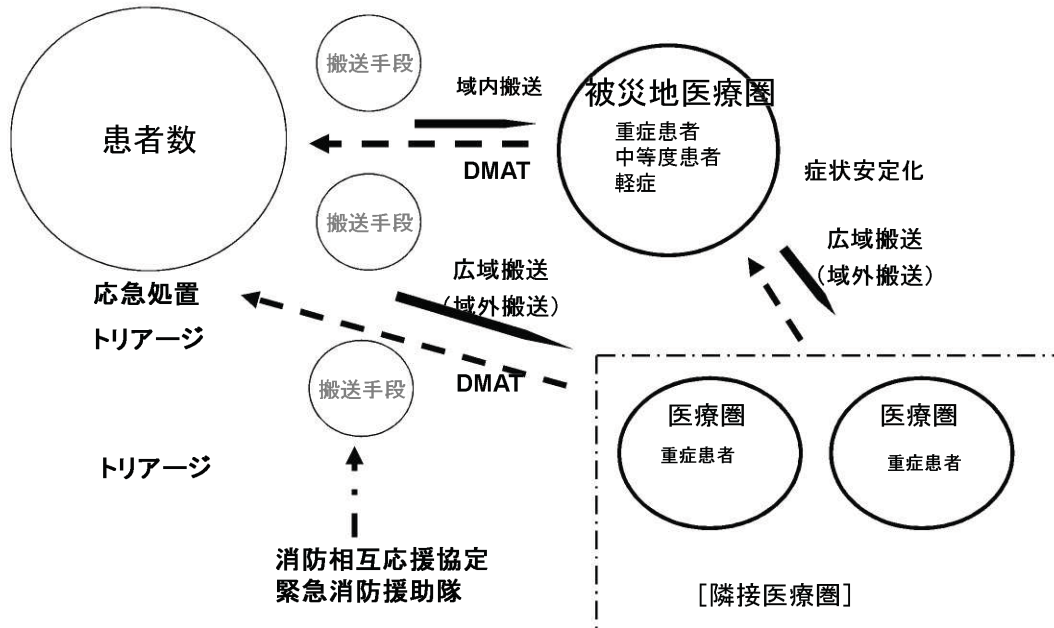 搬送手段
域内搬送
被災地医療圏
重症患者
中等度患者
軽症
患者数
DMAT
症状安定化
搬送手段
広域搬送
（域外搬送）
広域搬送
（域外搬送）
応急処置
トリアージ
搬送手段
DMAT
医療圏
重症患者
医療圏
重症患者
トリアージ
消防相互応援協定
緊急消防援助隊
［隣接医療圏］